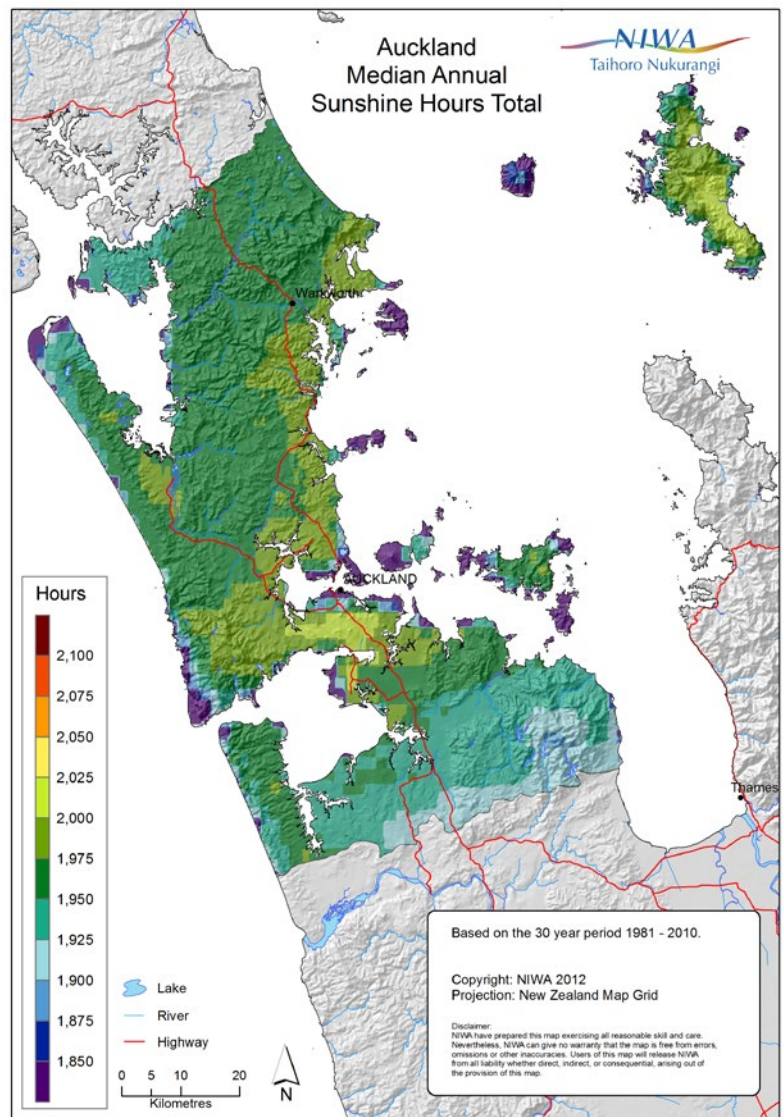 Auckland
Median Annual
Sunshine Hours Total
NIWA
Taihoro Nukurangi
Warkworth
AUCKLAND
Thames
Hours
2,100
2,075
2,050
2,025
2,000
1,975
1,950
1,925
1,900
1,875
1,850
Lake
River
Highway
0 5 10 20
Kilometres
N
Based on the 30 year period 1981 - 2010.
Copyright: NIWA 2012
Projection: New Zealand Map Grid
Disclaimer:
NIWA have prepared this map exercising all reasonable skill and care.
Nevertheless, NIWA can give no warranty that the map is free from errors,
omissions or other inaccuracies. Users of this map will release NIWA
from all liability whether direct, indirect, or consequential, arising out of
the provision of this map.